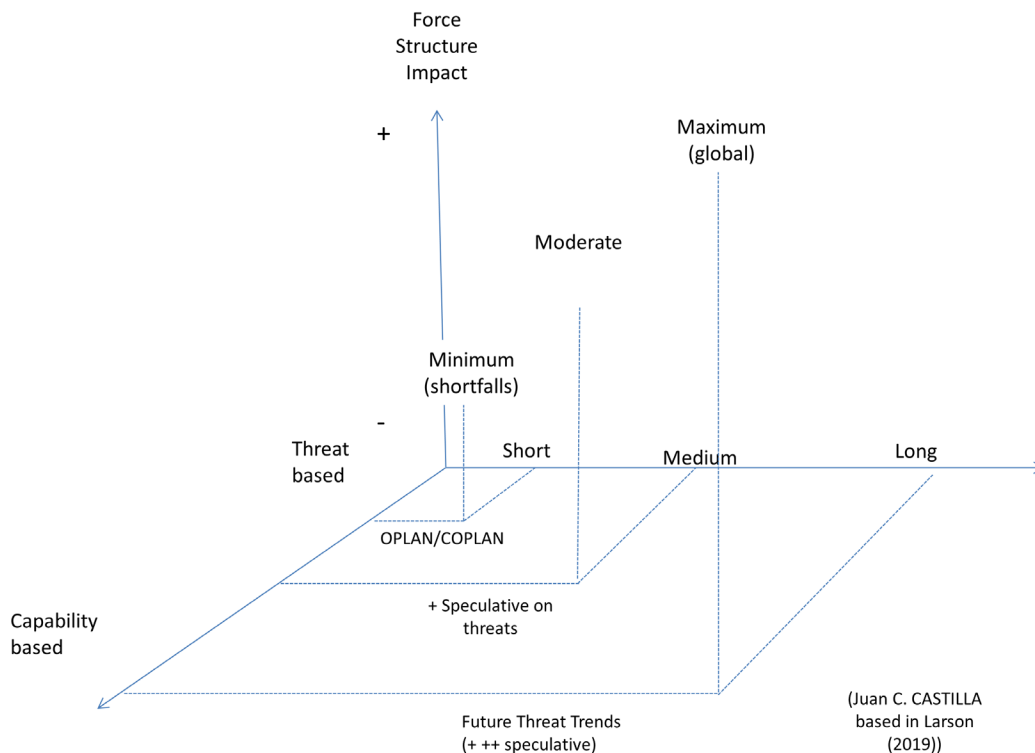 Force
Structure
Impact
+
Maximum
(global)
Moderate
Minimum
(shortfalls)
-
Threat
based
Short
Medium
Long
OPLAN/COPLAN
+ Speculative on
threats
Capability
based
Future Threat Trends
(+ ++ speculative)
(Juan C. CASTILLA
based in Larson
(2019))